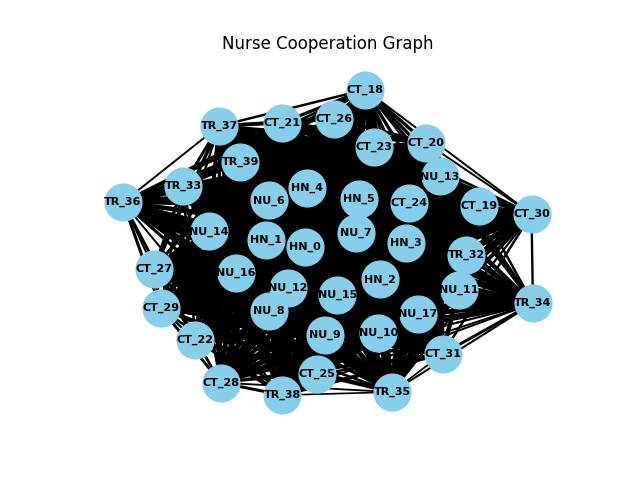 Nurse Cooperation Graph
CT_18
TR_37
CT_21
CT_26
CT_23
CT_20
TR_39
NU_13
TR_33
HN_4
TR_36
NU_6
HN_5
CT_24
CT_19
CT_30
NU_14
HN_1
HN_0
NU_7
HN_3
TR_32
CT_27
NU_16
HN_2
NU_12
NU_15
NU_11
TR_34
CT_29
NU_8
NU_17
CT_22
NU_9
NU_10
CT_31
CT_28
CT_25
TR_38
TR_35